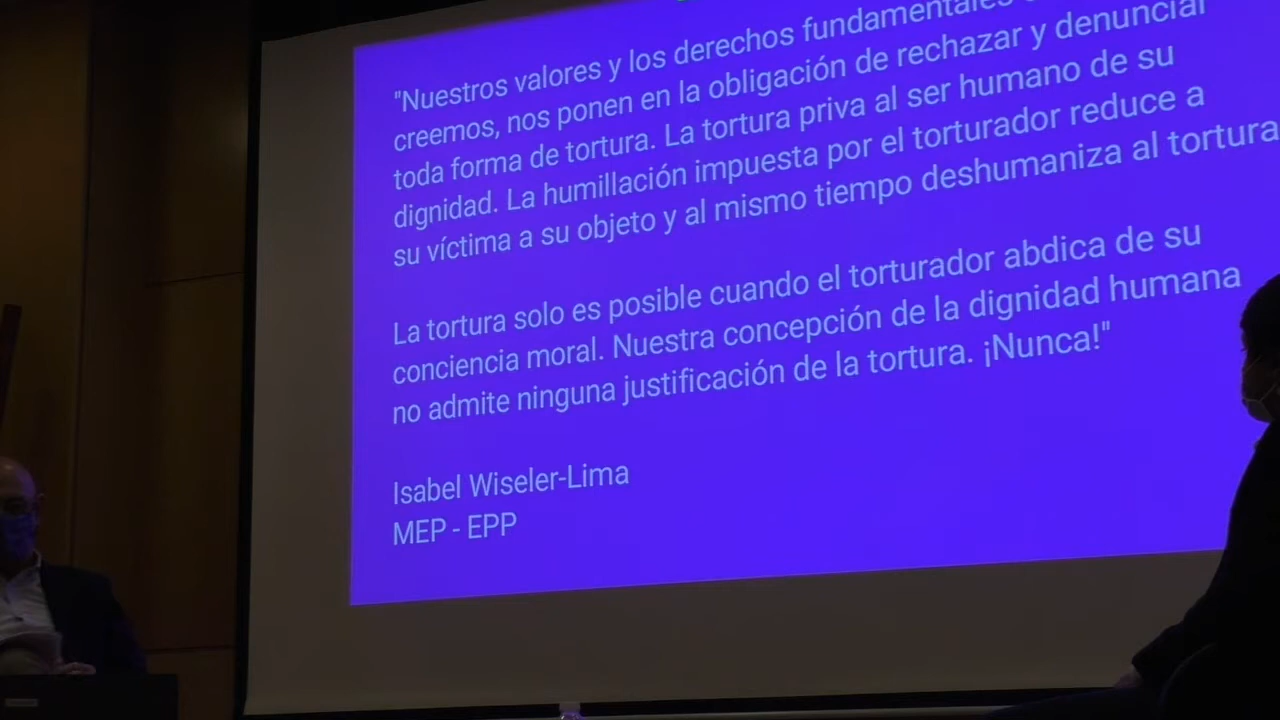 "Nuestros valores y los derechos fundamentales
creemos, nos ponen en la obligación de rechazar y denunciar
toda forma de tortura. La tortura priva al ser humano de su
dignidad. La humillación impuesta por el torturador reduce a
su víctima a su objeto y al mismo tiempo deshumaniza al tortura
La tortura solo es posible cuando el torturador abdica de su
conciencia moral. Nuestra concepción de la dignidad humana
no admite ninguna justificación de la tortura. ¡Nunca!"
Isabel Wiseler-Lima
MEP - EPP